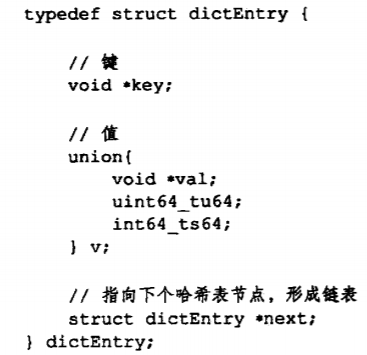 typedef struct dictEntry {
// 键
void *key;
// 值
union{
void *val;
uint64_tu64;
int64_ts64;
} v;
// 指向下个哈希表节点，形成链表
struct dictEntry *next;
} dictEntry;